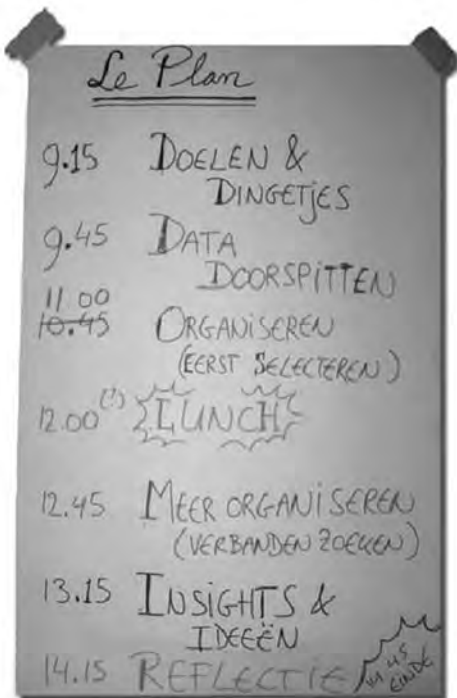 Le Plan
9.15 DOELEN &
DINGETJES
9.45 DATA
DOORSPITTEN
11.00
10.45 ORGANISEREN
(EERST SELECTEREN)
12.00 (!) LUNCH
12.45 MEER ORGANISEREN
(VERBANDEN ZOEKEN)
13.15 INSIGHTS &
IDEEËN
14.15 REFLECTIE
14.45
EINDE